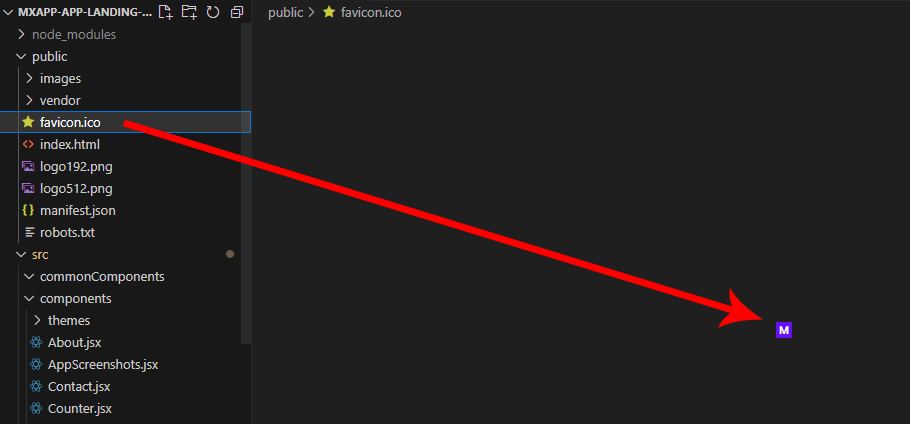 MXAPP-APP-LANDING-...
public > favicon.ico
node_modules
public
images
vendor
favicon.ico
index.html
logo192.png
logo512.png
manifest.json
robots.txt
src
commonComponents
components
themes
About.jsx
AppScreenshots.jsx
Contact.jsx
Counter.jsx
M